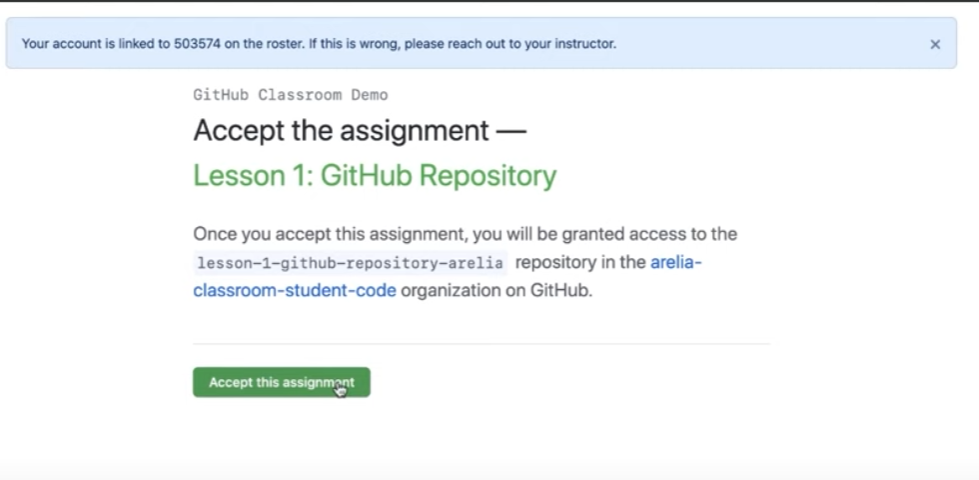 Your account is linked to 503574 on the roster. If this is wrong, please reach out to your instructor. ×
GitHub Classroom Demo
Accept the assignment —
Lesson 1: GitHub Repository
Once you accept this assignment, you will be granted access to the
lesson-1-github-repository-arelia repository in the arelia-
classroom-student-code organization on GitHub.
Accept this assignment